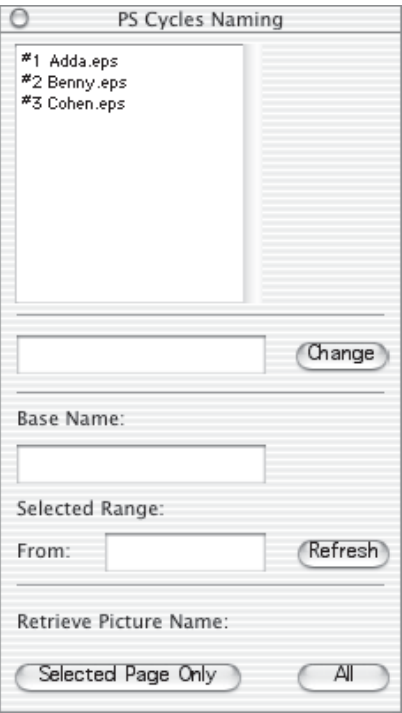 PS Cycles Naming
#1 Adda.eps
#2 Benny.eps
#3 Cohen.eps
Change
Base Name:
Selected Range:
From:
Refresh
Retrieve Picture Name:
Selected Page Only
All